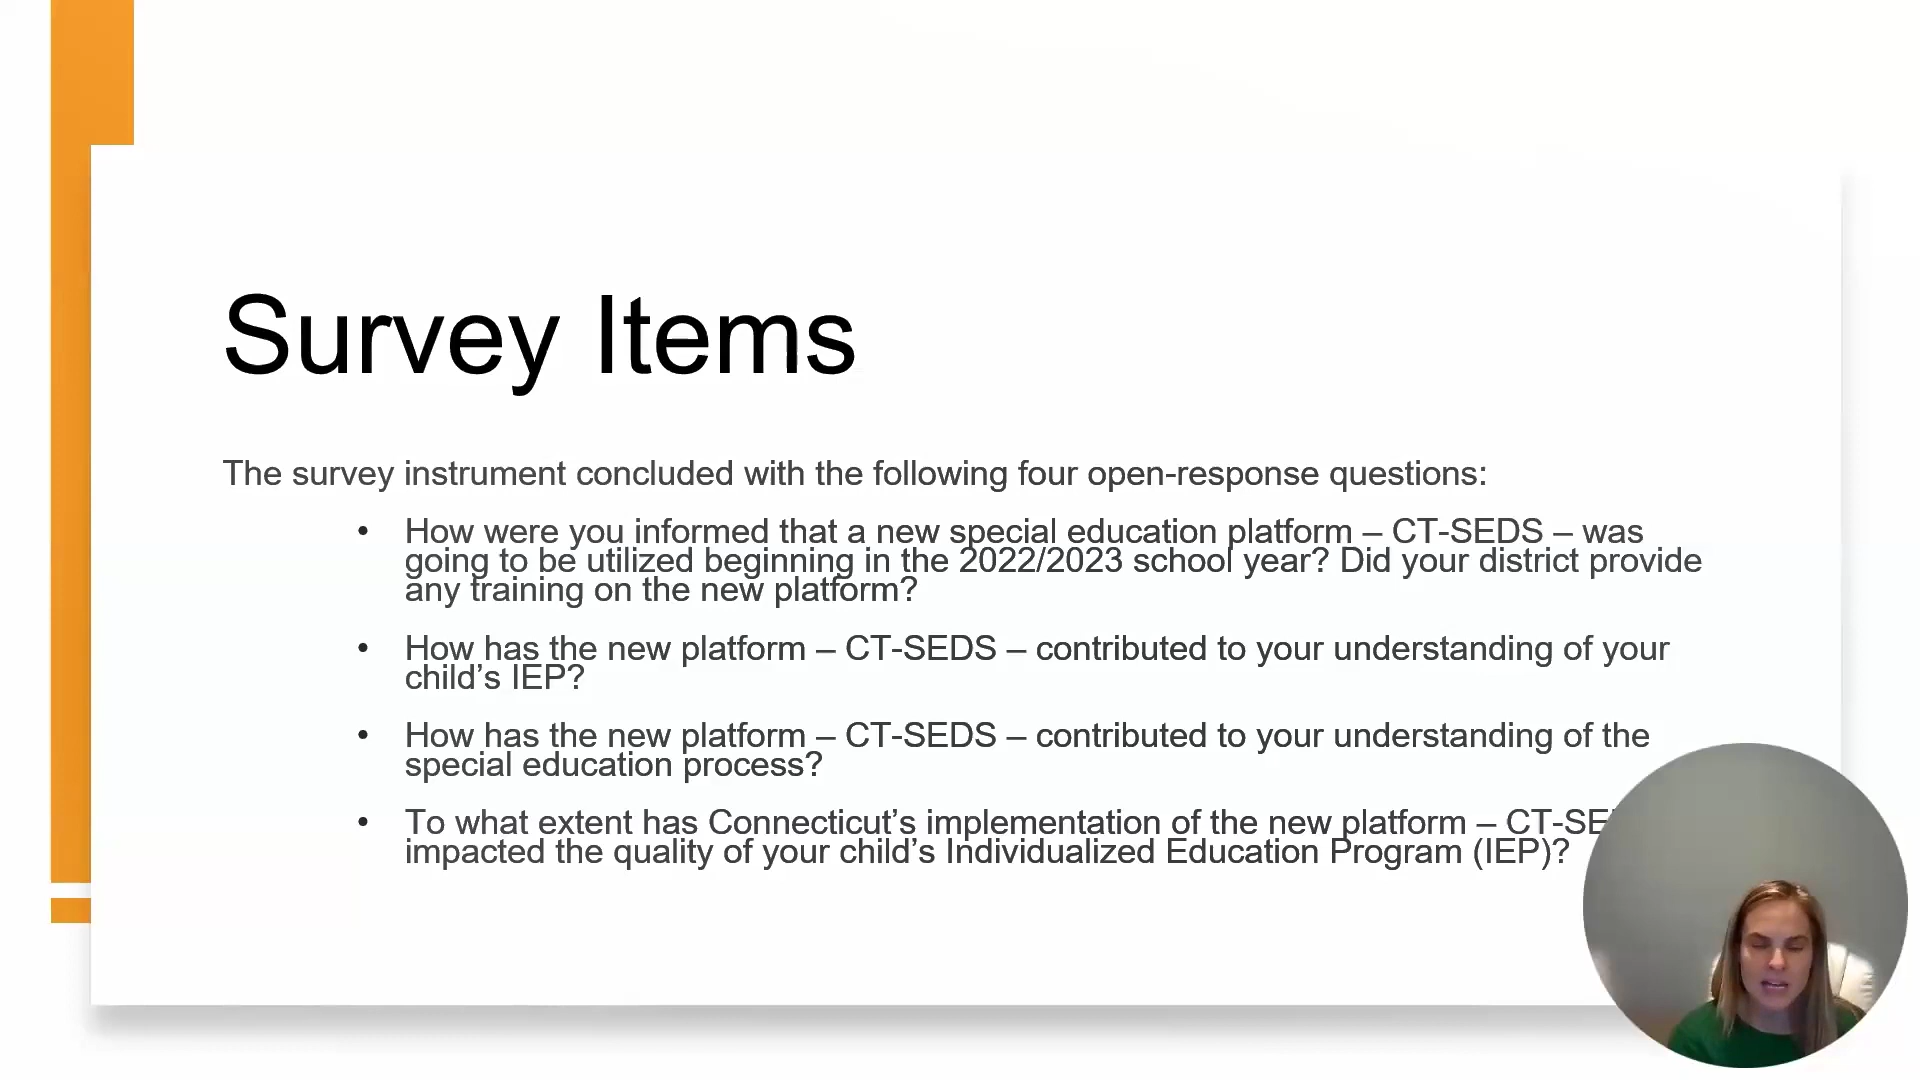 Survey Items
The survey instrument concluded with the following four open-response questions:
• How were you informed that a new special education platform – CT-SEDS – was
going to be utilized beginning in the 2022/2023 school year? Did your district provide
any training on the new platform?
• How has the new platform – CT-SEDS – contributed to your understanding of your
child’s IEP?
• How has the new platform – CT-SEDS – contributed to your understanding of the
special education process?
• To what extent has Connecticut’s implementation of the new platform –
impacted the quality of your child’s Individualized Education Program (IEP)?